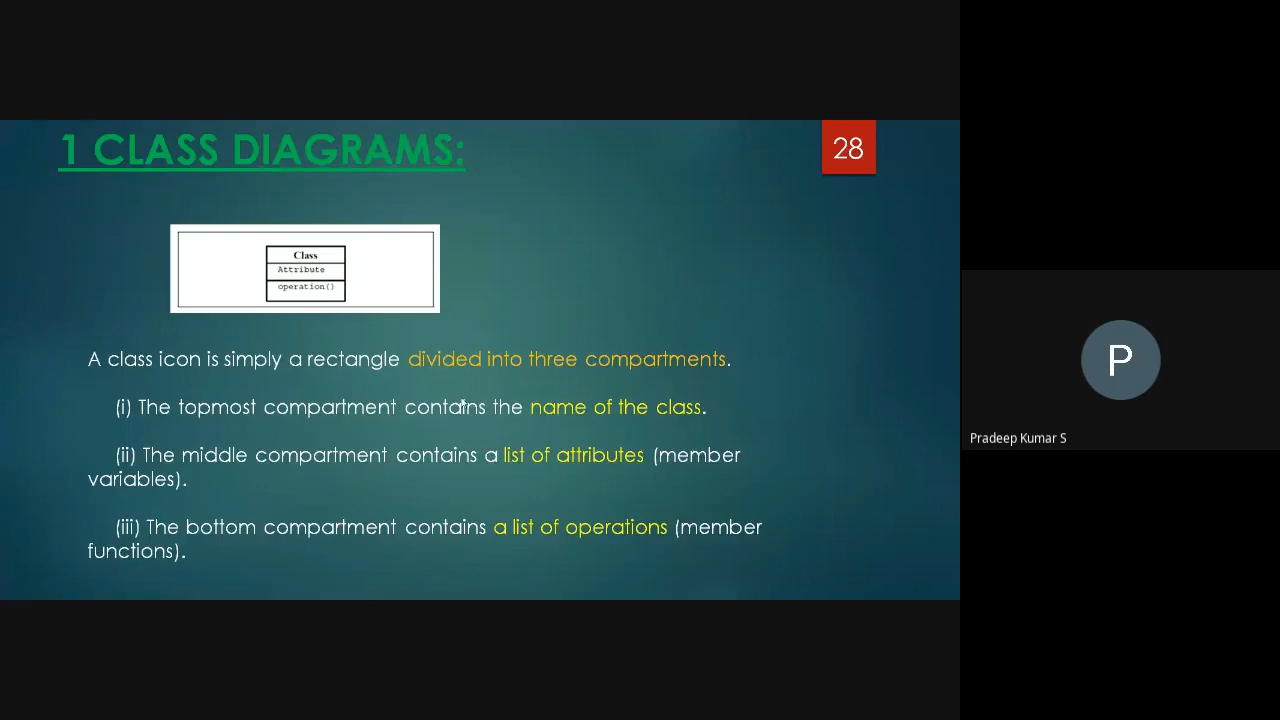 1 CLASS DIAGRAMS:
28
Class
Attribute
operation()
A class icon is simply a rectangle divided into three compartments.
(i) The topmost compartment contains the name of the class.
(ii) The middle compartment contains a list of attributes (member
variables).
(iii) The bottom compartment contains a list of operations (member
functions).
P
Pradeep Kumar S